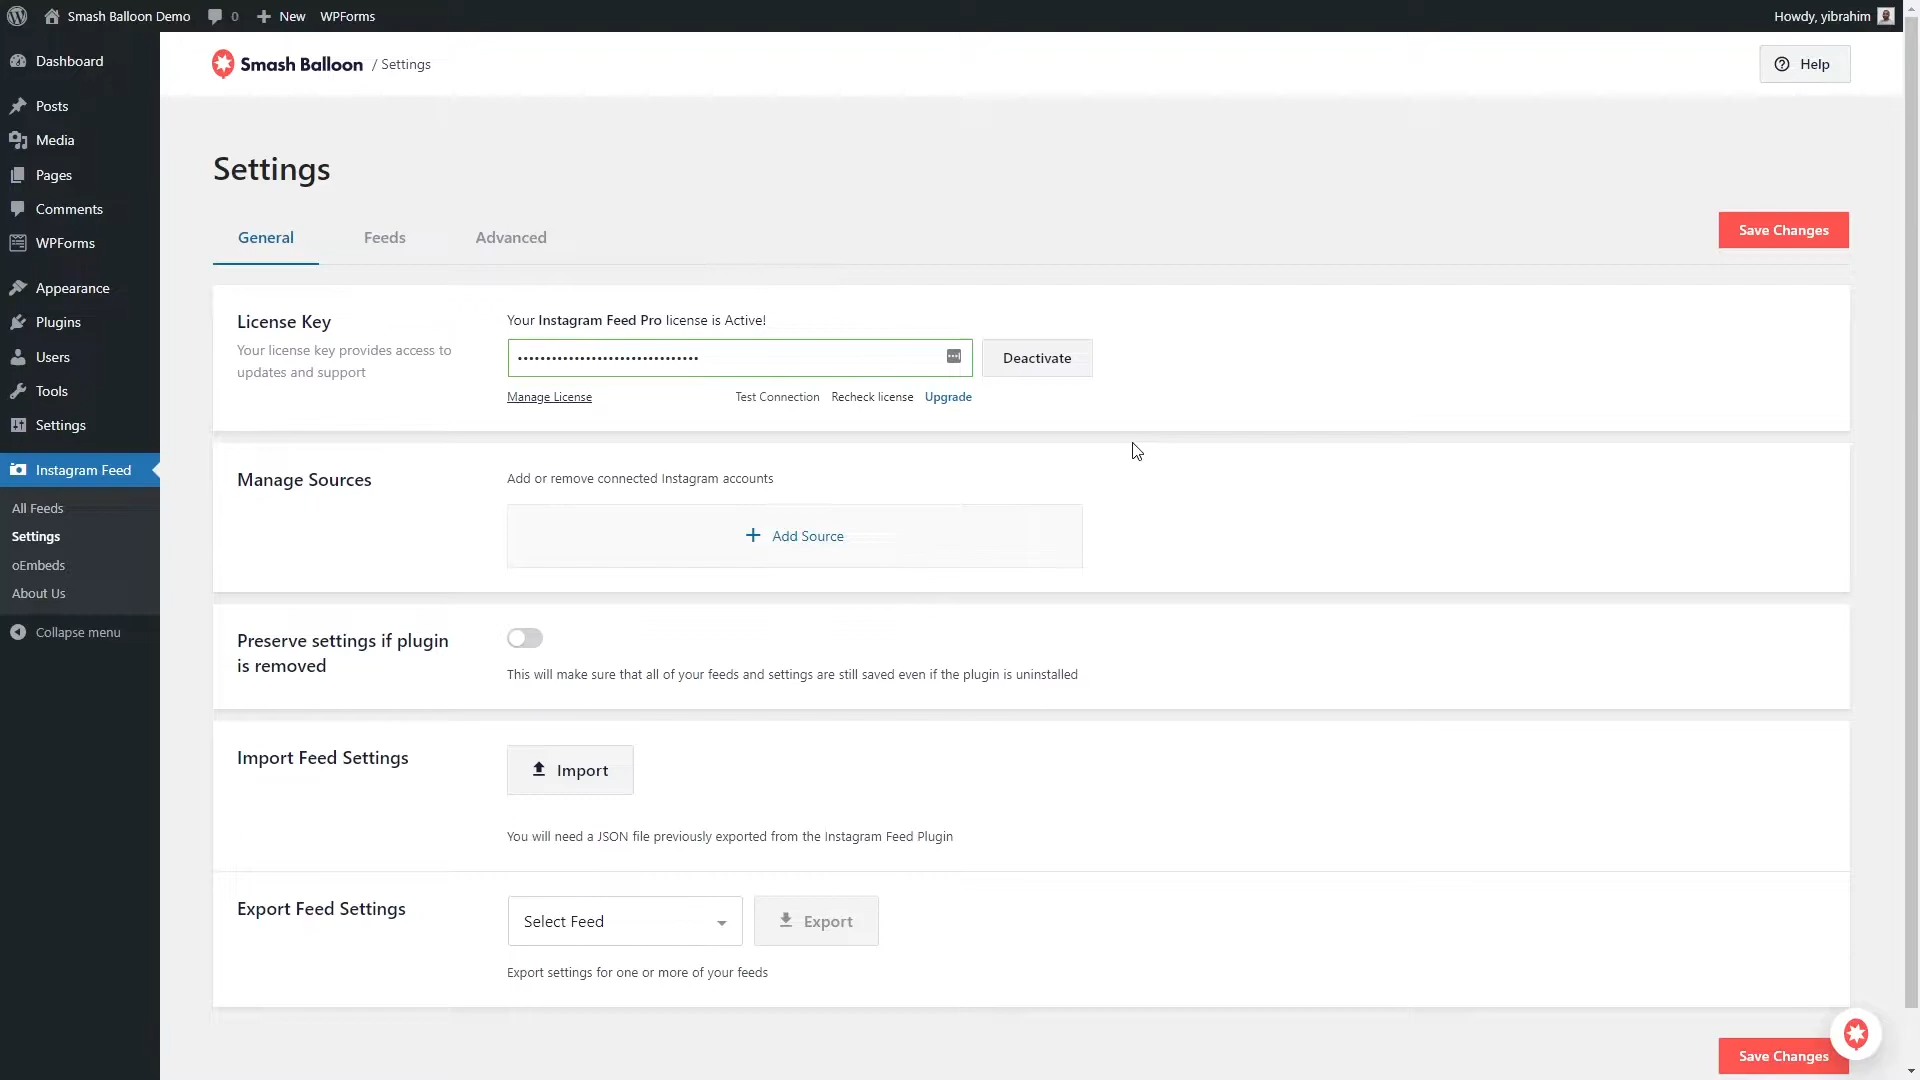 Smash Balloon Demo
0
New
WPForms
Howdy, yibrahim
Dashboard
Posts
Media
Pages
Comments
WPForms
Appearance
Plugins
Users
Tools
Settings
Instagram Feed
All Feeds
Settings
oEmbeds
About Us
Collapse menu
Smash Balloon / Settings
Help
Settings
General
Feeds
Advanced
Save Changes
License Key
Your license key provides access to
updates and support
Your Instagram Feed Pro license is Active!
Deactivate
Manage License
Test Connection
Recheck license
Upgrade
Manage Sources
Add or remove connected Instagram accounts
Add Source
Preserve settings if plugin
is removed
This will make sure that all of your feeds and settings are still saved even if the plugin is uninstalled
Import Feed Settings
Import
You will need a JSON file previously exported from the Instagram Feed Plugin
Export Feed Settings
Select Feed
Export
Export settings for one or more of your feeds
Save Changes